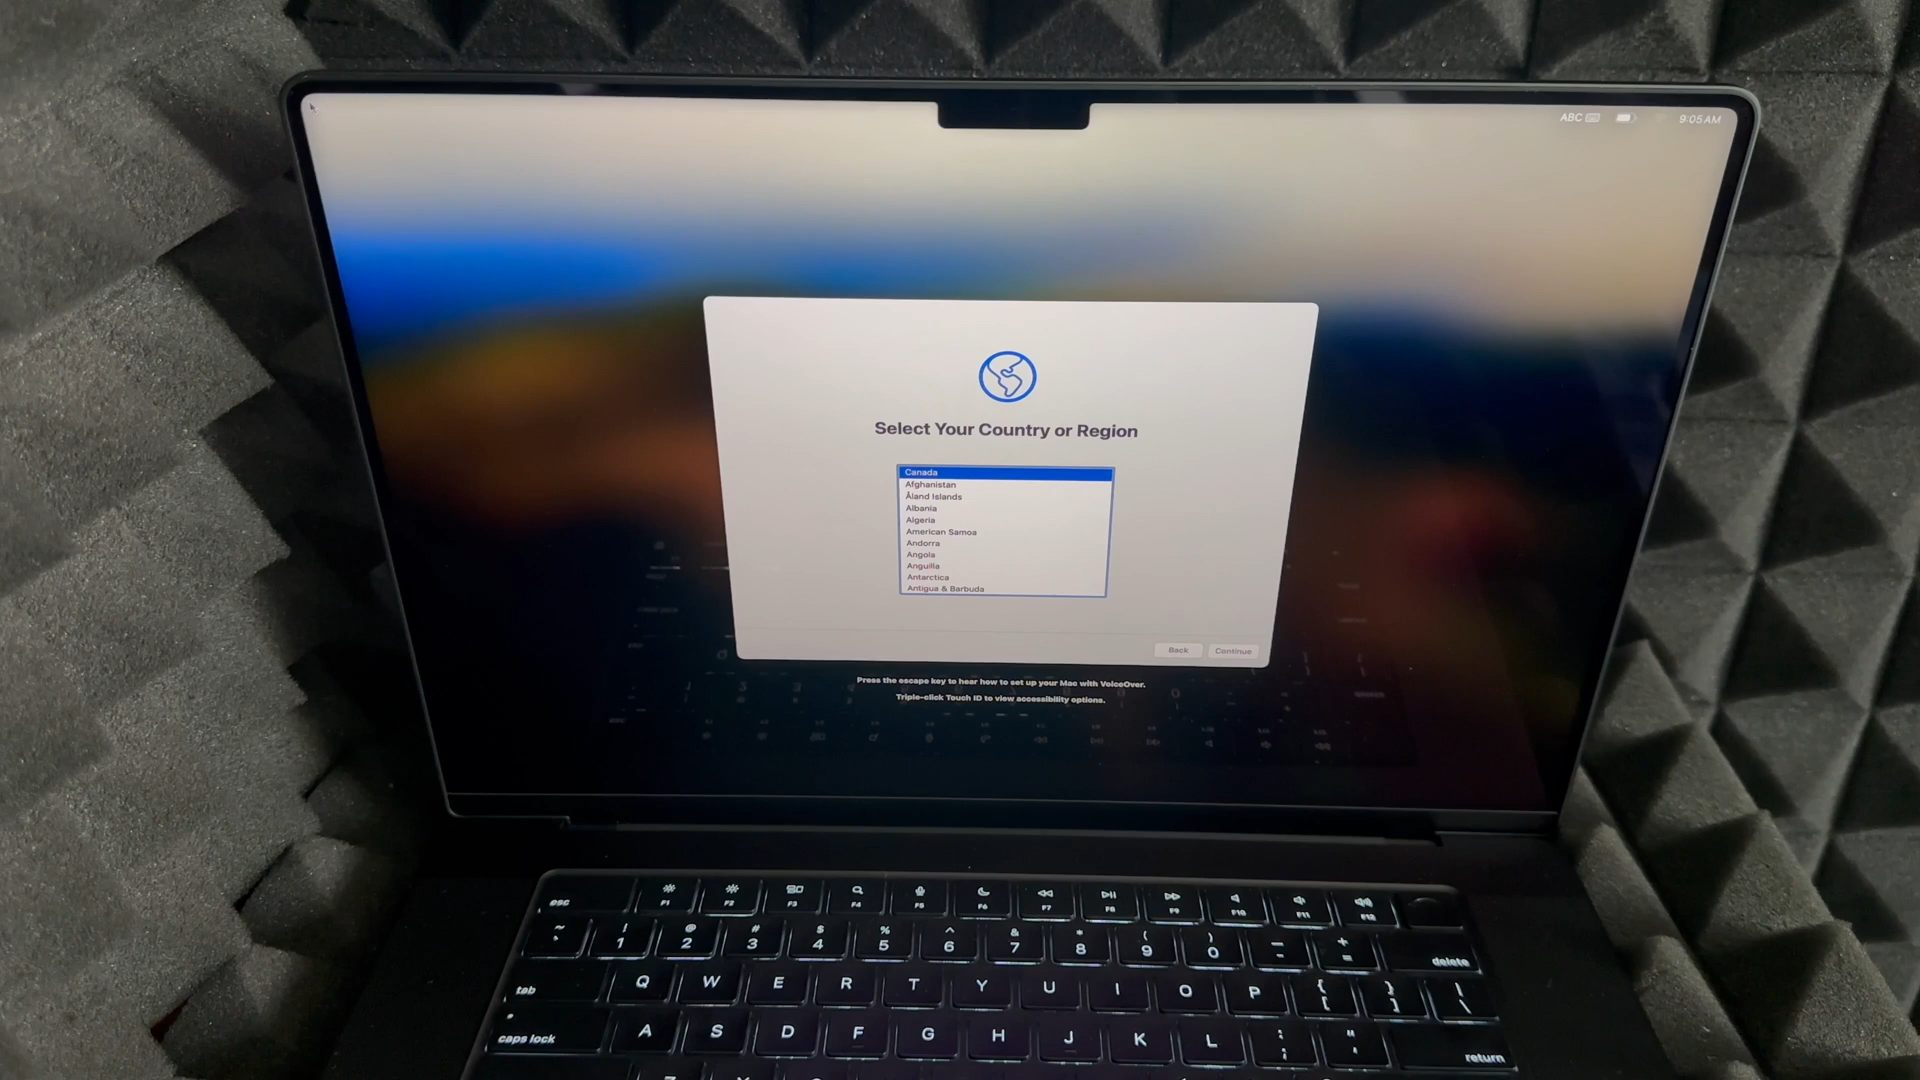 ABC 9:05 AM
Select Your Country or Region
Canada
Afghanistan
Åland Islands
Albania
Algeria
American Samoa
Andorra
Angola
Anguilla
Antarctica
Antigua & Barbuda
Back Continue
Press the escape key to hear how to set up your Mac with VoiceOver.
Triple-click Touch ID to view accessibility options.
esc F1 F2 F3 F4 F5 F6 F7 F8 F9 F10 F11 F12
~ ! @ # $ % ^ & * ( ) — +
` 1 2 3 4 5 6 7 8 9 0 - = delete
tab Q W E R T Y U I O P { [ } ] | \
caps lock A S D F G H J K L : ; " ' return